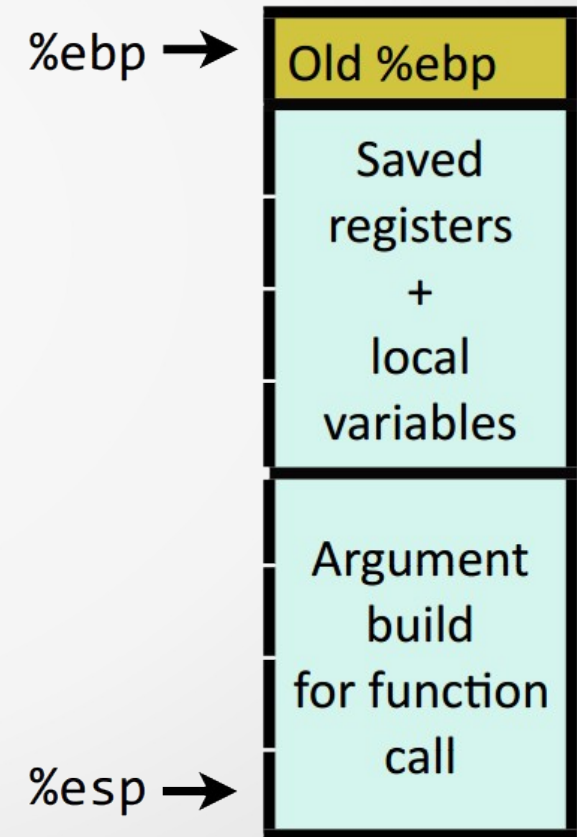 %ebp
Old %ebp
Saved
registers
+
local
variables
Argument
build
for function
call
%esp